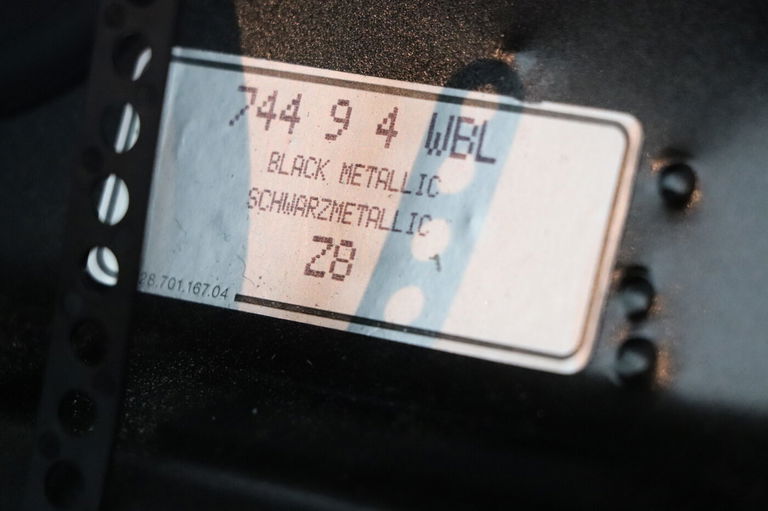 744 9 4 WBL
BLACK METALLIC
SCHWARZMETALLIC
Z8
28.701.167.04